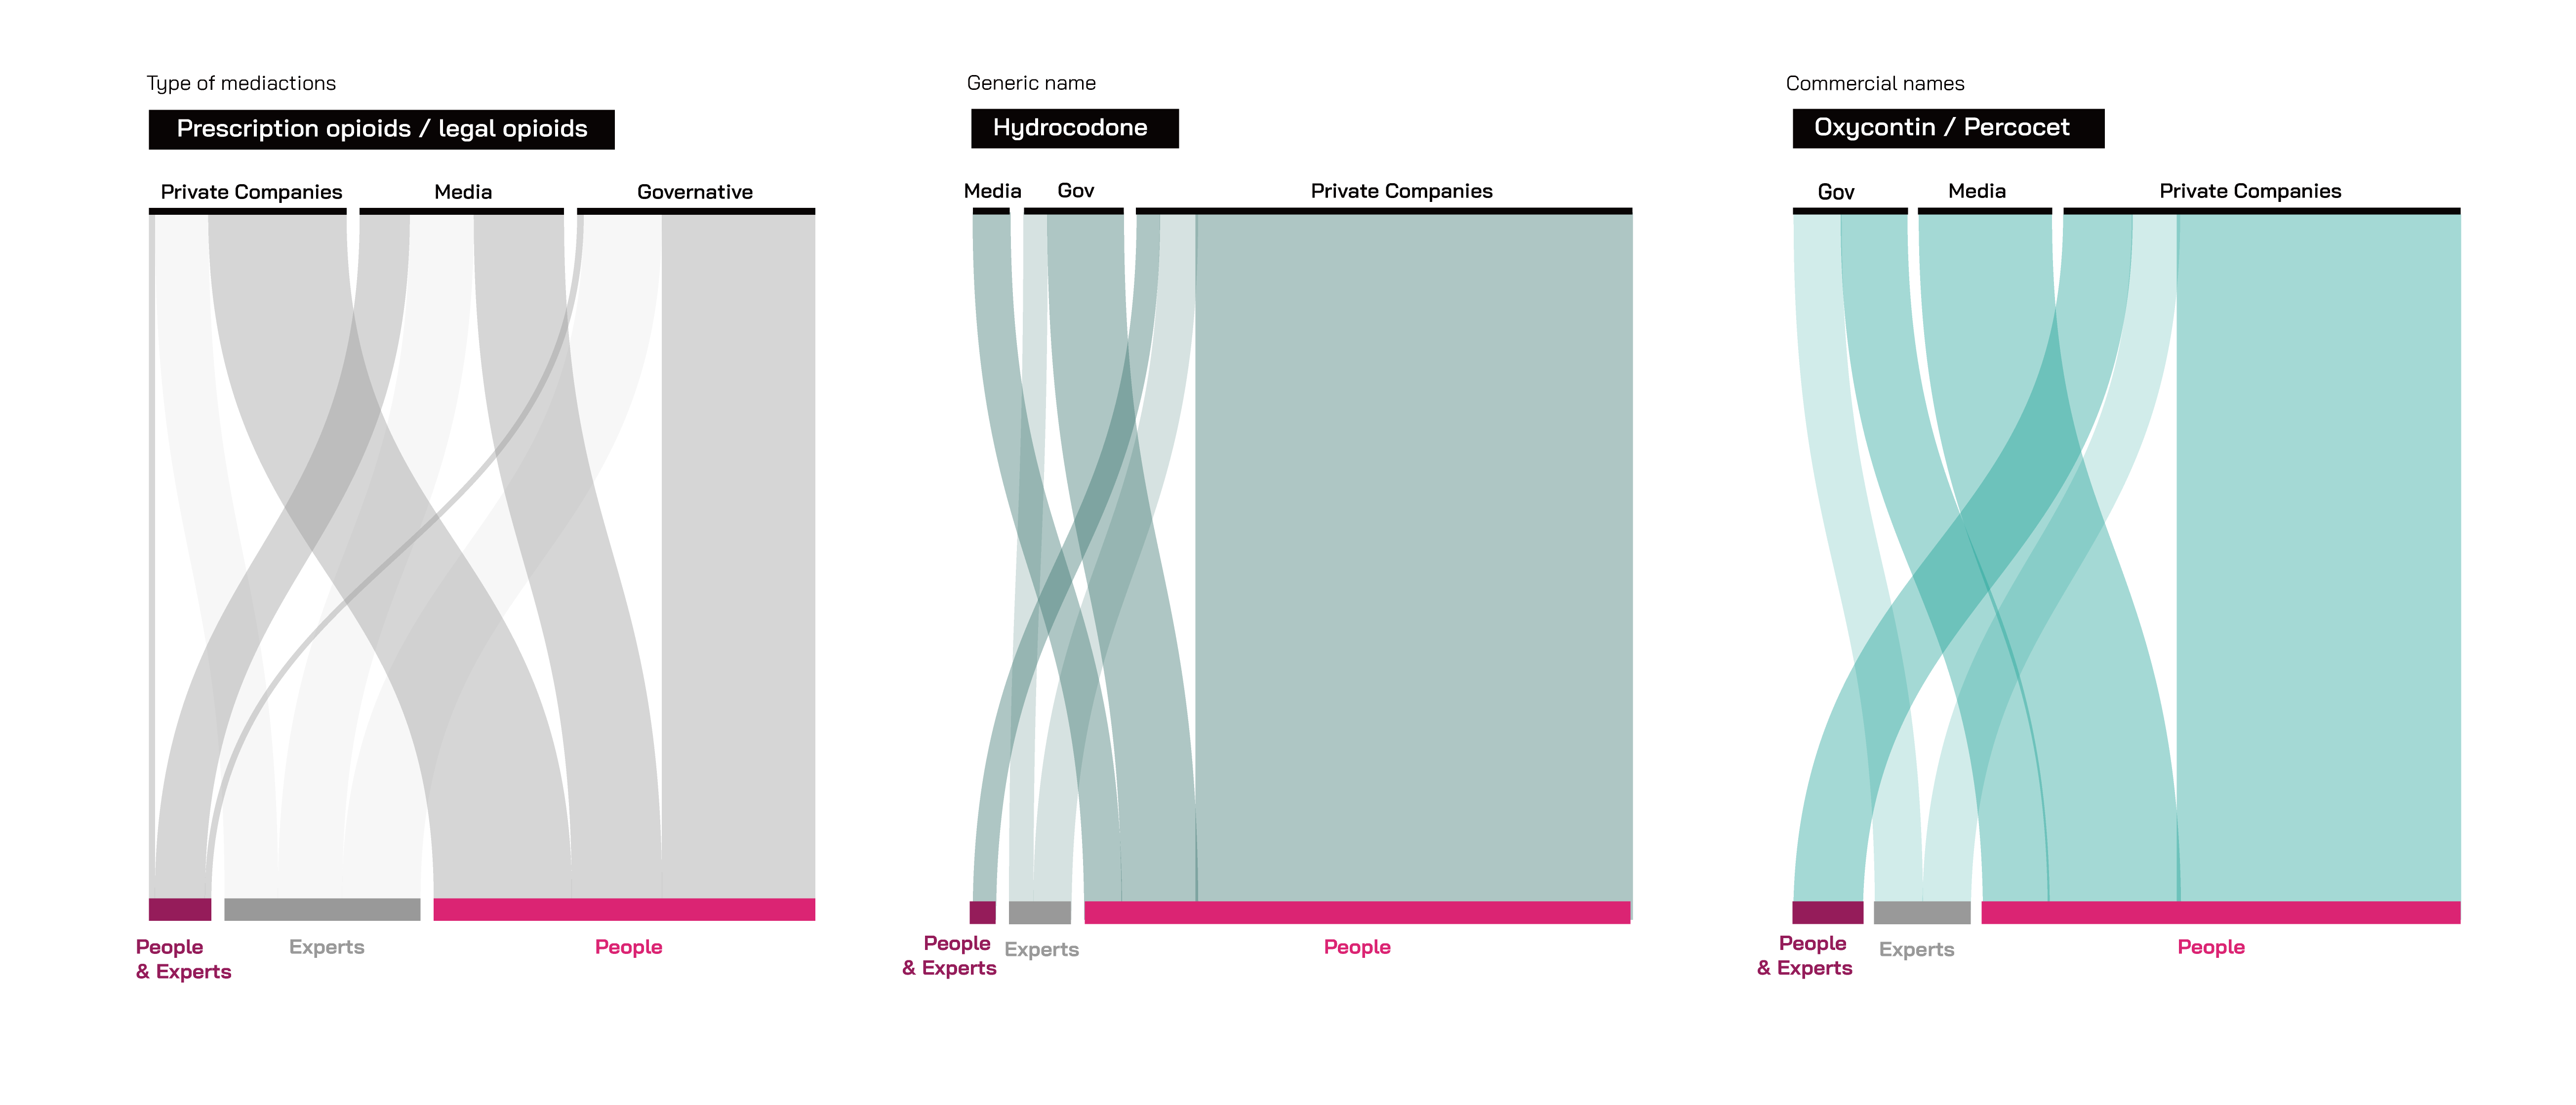 Type of mediactions
Prescription opioids / legal opioids
Private Companies
Media
Governative
People
& Experts
Experts
People
Generic name
Hydrocodone
Media
Gov
Private Companies
People
& Experts
Experts
People
Commercial names
Oxycontin / Percocet
Gov
Media
Private Companies
People
& Experts
Experts
People